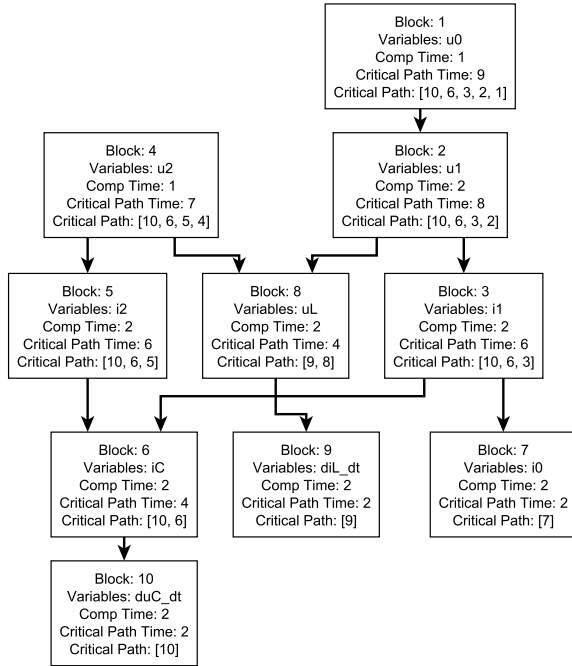 Block: 1
Variables: u0
Comp Time: 1
Critical Path Time: 9
Critical Path: [10, 6, 3, 2, 1]
Block: 4
Variables: u2
Comp Time: 1
Critical Path Time: 7
Critical Path: [10, 6, 5, 4]
Block: 2
Variables: u1
Comp Time: 2
Critical Path Time: 8
Critical Path: [10, 6, 3, 2]
Block: 5
Variables: i2
Comp Time: 2
Critical Path Time: 6
Critical Path: [10, 6, 5]
Block: 8
Variables: uL
Comp Time: 2
Critical Path Time: 4
Critical Path: [9, 8]
Block: 3
Variables: i1
Comp Time: 2
Critical Path Time: 6
Critical Path: [10, 6, 3]
Block: 6
Variables: iC
Comp Time: 2
Critical Path Time: 4
Critical Path: [10, 6]
Block: 9
Variables: diL_dt
Comp Time: 2
Critical Path Time: 2
Critical Path: [9]
Block: 7
Variables: i0
Comp Time: 2
Critical Path Time: 2
Critical Path: [7]
Block: 10
Variables: duC_dt
Comp Time: 2
Critical Path Time: 2
Critical Path: [10]